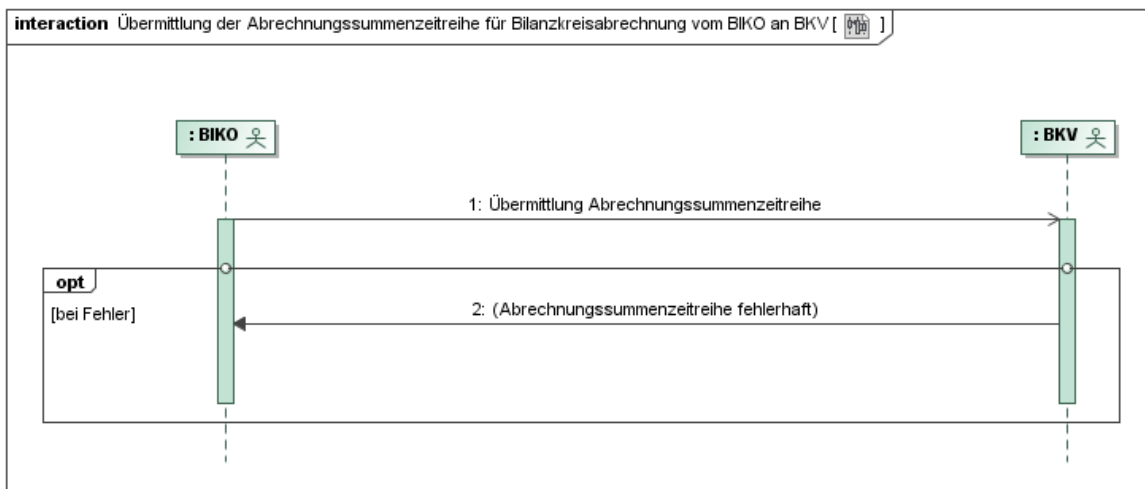 interaction Übermittlung der Abrechnungssummenzeitreihe für Bilanzkreisabrechnung vom BIKO an BKV [ ]
: BIKO
: BKV
1: Übermittlung Abrechnungssummenzeitreihe
opt
[bei Fehler]
2: (Abrechnungssummenzeitreihe fehlerhaft)